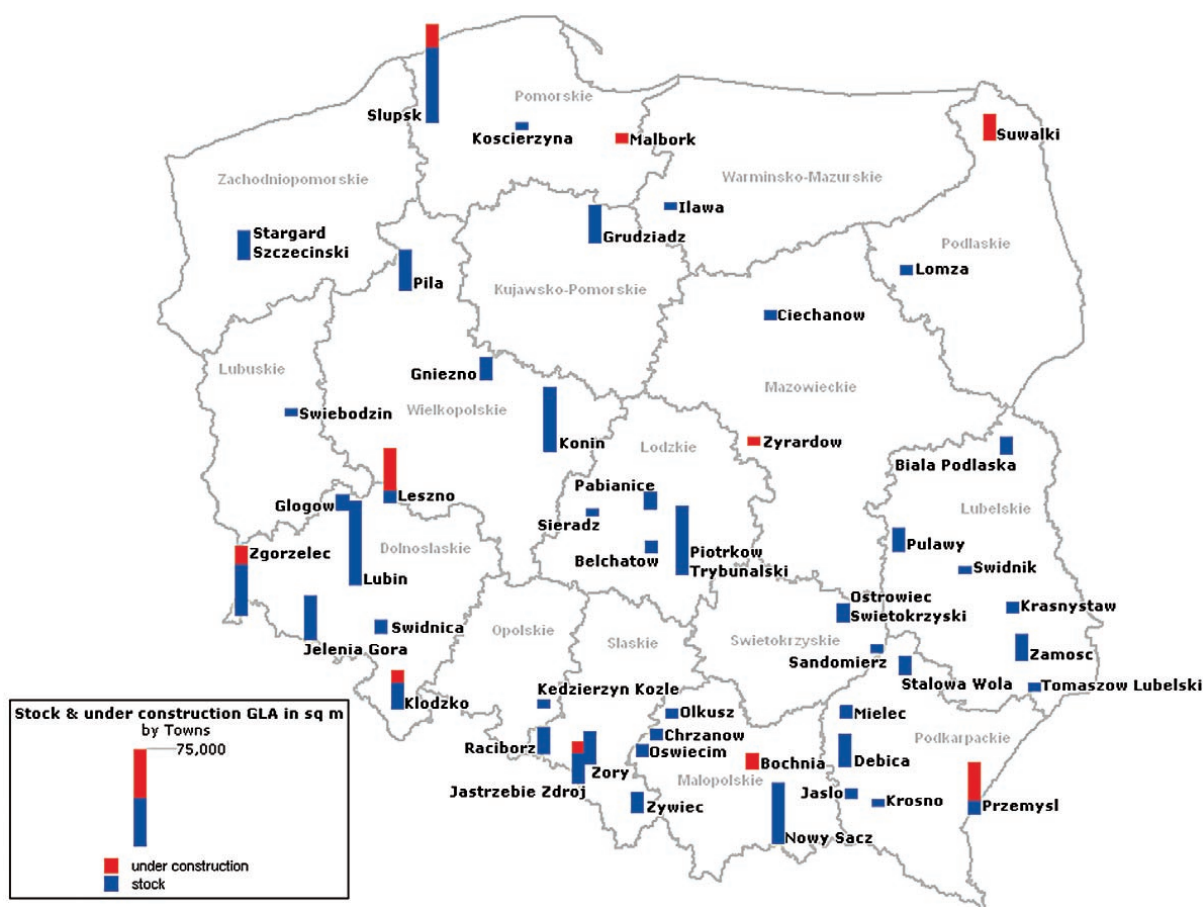 Pomorskie
Slupsk
Koscierzyna
Malbork
Suwalki
Zachodniopomorskie
Warminsko-Mazurskie
Ilawa
Stargard
Szczecinski
Grudziadz
Podlaskie
Lomza
Pila
Kujawsko-Pomorskie
Ciechanow
Lubuskie
Gniezno
Mazowieckie
Swiebodzin
Wielkopolskie
Konin
Lodzkie
Zyrardow
Biala Podlaska
Leszno
Pabianice
Glogow
Sieradz
Lubelskie
Zgorzelec
Dolnoslaskie
Belchatow
Piotrkow
Trybunalski
Pulawy
Swidnik
Lubin
Ostrowiec
Swietokrzyski
Krasnystaw
Swidnica
Opolskie
Slaskie
Swietokrzyskie
Jelenia Gora
Sandomierz
Zamosc
Stalowa Wola
Tomaszow Lubelski
Klodzko
Kedzierzyn Kozle
Olkusz
Mielec
Raciborz
Chrzanow
Oswiecim
Podkarpackie
Bochnia
Debica
Zory
Malopolskie
Jastrzebie Zdroj
Jaslo
Krosno
Przemysl
Zywiec
Nowy Sacz
Stock & under construction GLA in sq m
by Towns
75,000
under construction
stock